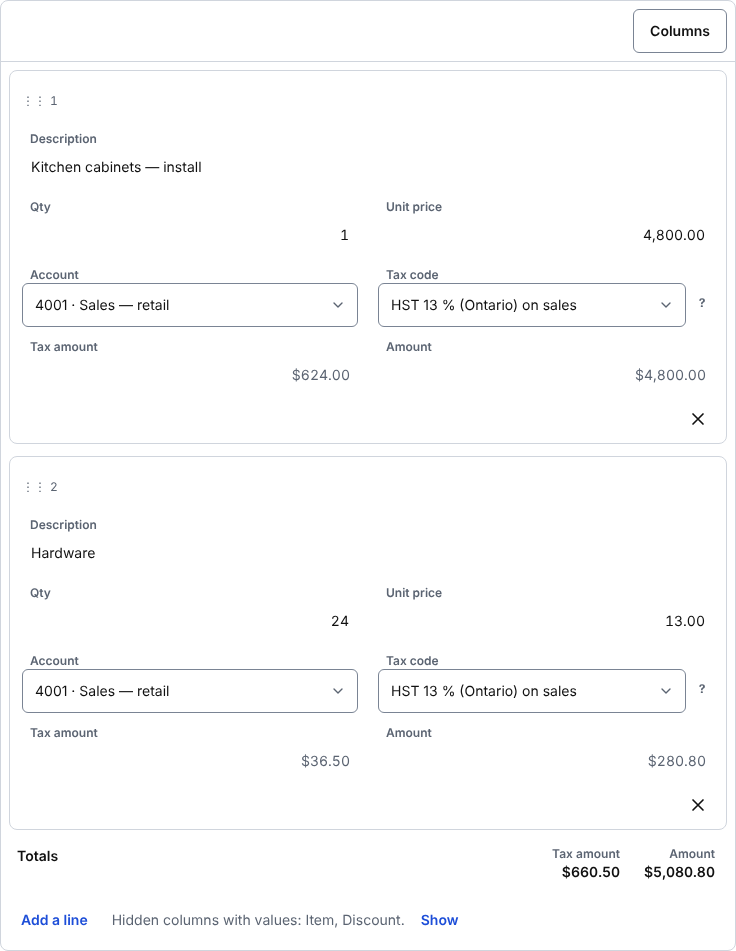 Columns
1
Description
Kitchen cabinets — install
Qty
Unit price
1
4,800.00
Account
Tax code
4001 · Sales — retail
HST 13 % (Ontario) on sales
?
Tax amount
Amount
$624.00
$4,800.00
2
Description
Hardware
Qty
Unit price
24
13.00
Account
Tax code
4001 · Sales — retail
HST 13 % (Ontario) on sales
?
Tax amount
Amount
$36.50
$280.80
Totals
Tax amount
Amount
$660.50
$5,080.80
Add a line
Hidden columns with values: Item, Discount.
Show